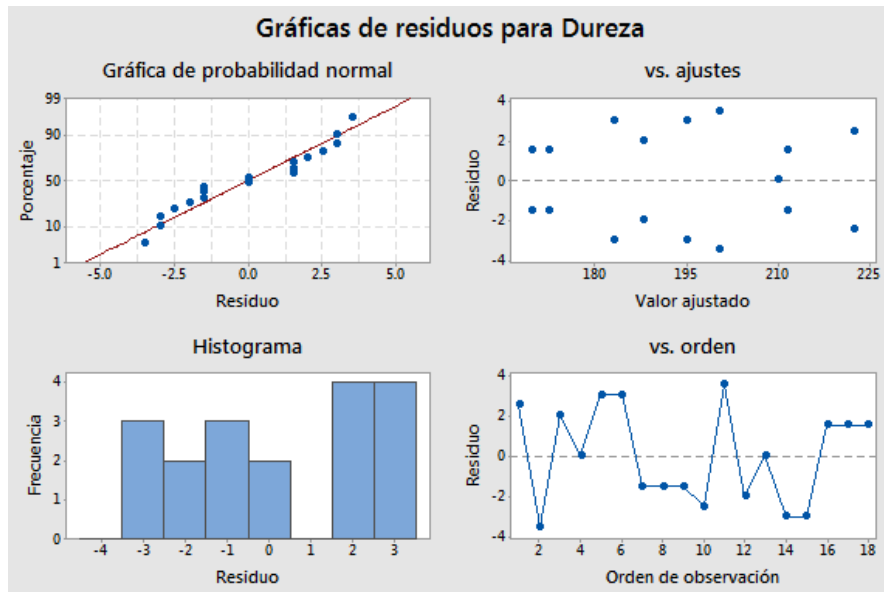 Gráficas de residuos para Dureza
Gráfica de probabilidad normal
99
90
50
10
1
Porcentaje
-5.0 -2.5 0.0 2.5 5.0
Residuo
vs. ajustes
4
2
0
-2
-4
Residuo
180 195 210 225
Valor ajustado
Histograma
4
3
2
1
0
Frecuencia
-4 -3 -2 -1 0 1 2 3
Residuo
vs. orden
4
2
0
-2
-4
Residuo
2 4 6 8 10 12 14 16 18
Orden de observación